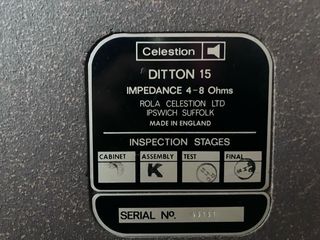 Celestion
DITTON 15
IMPEDANCE 4-8 Ohms
ROLA CELESTION LTD
IPSWICH SUFFOLK
MADE IN ENGLAND
INSPECTION STAGES
CABINET ASSEMBLY TEST FINAL
K
SERIAL No.